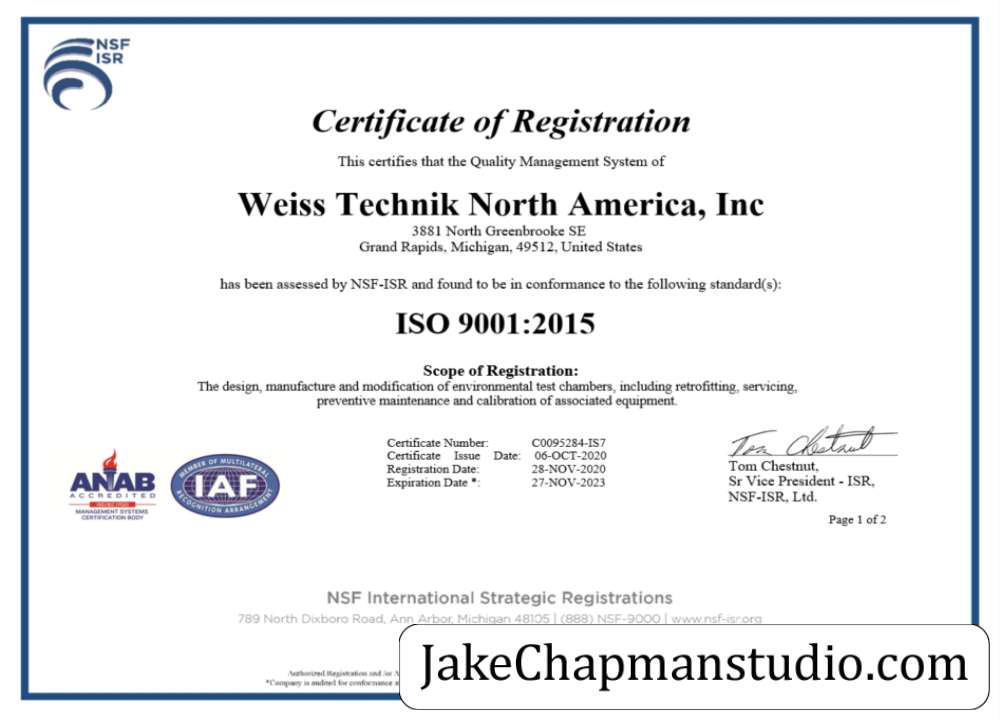 NSF
ISR
Certificate of Registration
This certifies that the Quality Management System of
Weiss Technik North America, Inc
3881 North Greenbrooke SE
Grand Rapids, Michigan, 49512, United States
has been assessed by NSF-ISR and found to be in conformance to the following standard(s):
ISO 9001:2015
Scope of Registration:
The design, manufacture and modification of environmental test chambers, including retrofitting, servicing,
preventive maintenance and calibration of associated equipment.
Certificate Number: C0095284-IS7
Certificate Issue Date: 06-OCT-2020
Registration Date: 28-NOV-2020
Expiration Date *: 27-NOV-2023
Tom Chestnut
Tom Chestnut,
Sr Vice President - ISR,
NSF-ISR, Ltd.
Page 1 of 2
ANAB
ACCREDITED
MANAGEMENT SYSTEMS
CERTIFICATION BODY
MEMBER OF MULTILATERAL
IAF
RECOGNITION ARRANGEMENT
NSF International Strategic Registrations
789 North Dixboro Road, Ann Arbor, Michigan 48105 | (888) NSF-9000 | www.nsf-isr.org
Authorized Registration and /or
*Company is audited for conformance
JakeChapmanstudio.com